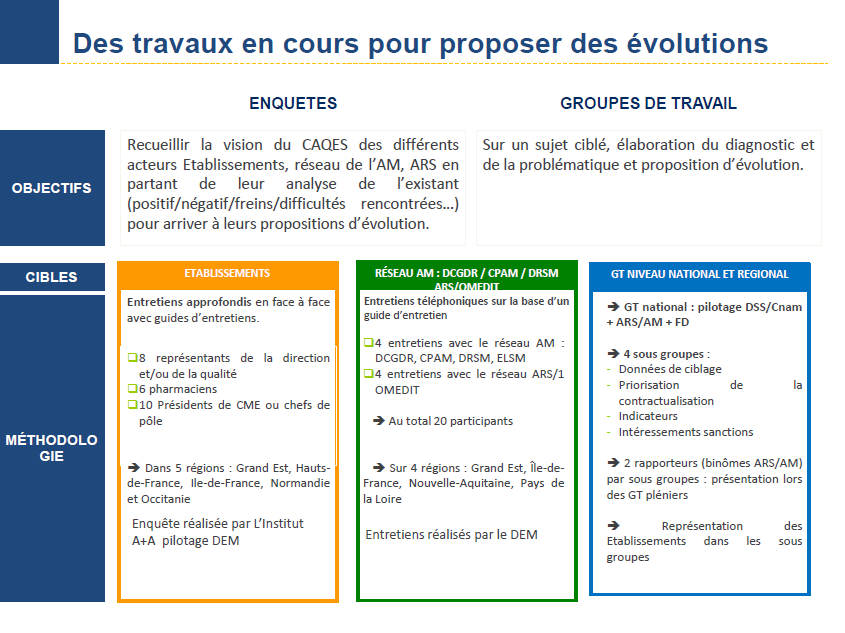 Des travaux en cours pour proposer des évolutions
ENQUETES
GROUPES DE TRAVAIL
OBJECTIFS
Recueillir la vision du CAQES des différents
acteurs Etablissements, réseau de l'AM, ARS en
partant de leur analyse de l'existant
(positif/négatif/freins/difficultés rencontrées…)
pour arriver à leurs propositions d'évolution.
Sur un sujet ciblé, élaboration du diagnostic et
de la problématique et proposition d'évolution.
CIBLES
ETABLISSEMENTS
RÉSEAU AM : DCGDR / CPAM / DRSM
ARS/OMEDIT
GT NIVEAU NATIONAL ET REGIONAL
MÉTHODOLO
GIE
Entretiens approfondis en face à face
avec guides d'entretiens.
❑8 représentants de la direction
et/ou de la qualité
❑6 pharmaciens
❑10 Présidents de CME ou chefs de
pôle
➔ Dans 5 régions : Grand Est, Hauts-
de-France, Ile-de-France, Normandie
et Occitanie
Enquête réalisée par L'Institut
A+A pilotage DEM
Entretiens téléphoniques sur la base d'un
guide d'entretien
❑4 entretiens avec le réseau AM :
DCGDR, CPAM, DRSM, ELSM
❑4 entretiens avec le réseau ARS/1
OMEDIT
➔ Au total 20 participants
➔ Sur 4 régions : Grand Est, Île-de-
France, Nouvelle-Aquitaine, Pays de
la Loire
Entretiens réalisés par le DEM
➔ GT national : pilotage DSS/Cnam
+ ARS/AM + FD
➔ 4 sous groupes :
- Données de ciblage
- Priorisation de la
contractualisation
- Indicateurs
- Intéressements sanctions
➔ 2 rapporteurs (binômes ARS/AM)
par sous groupes : présentation lors
des GT pléniers
➔ Représentation des
Etablissements dans les sous
groupes